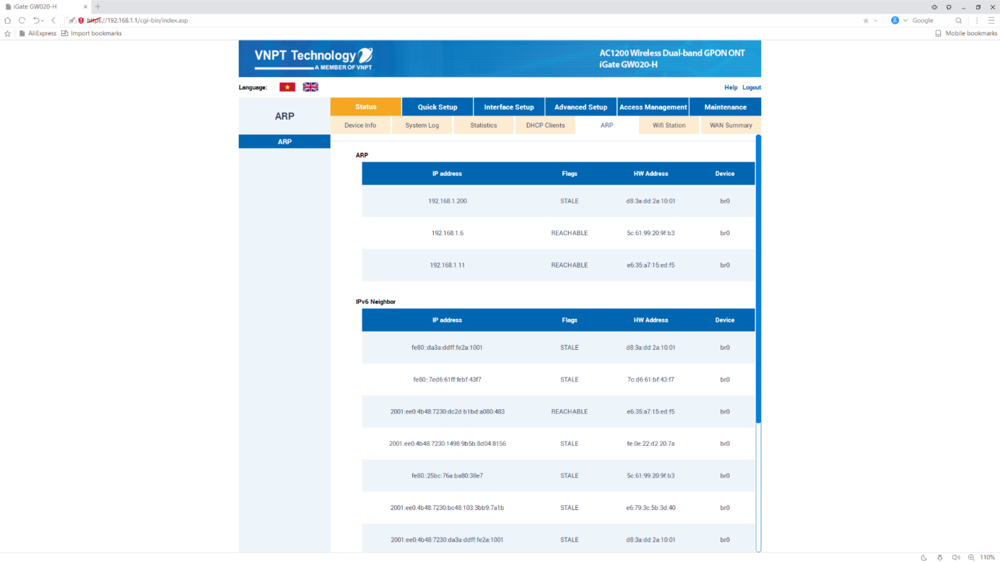 iGate GW020-H
https://192.168.1.1/cgi-bin/index.asp
Google
AliExpress Import bookmarks
Mobile bookmarks
VNPT Technology
A MEMBER OF VNPT
AC1200 Wireless Dual-band GPON ONT
iGate GW020-H
Language:
Help Logout
ARP
Status Quick Setup Interface Setup Advanced Setup Access Management Maintenance
Device Info System Log Statistics DHCP Clients ARP Wifi Station WAN Summary
ARP
ARP
IP address Flags HW Address Device
192.168.1.200 STALE d8:3a:dd:2a:10:01 br0
192.168.1.6 REACHABLE 5c:61:99:20:9f:b3 br0
192.168.1.11 REACHABLE e6:35:a7:15:ed:f5 br0
IPv6 Neighbor
IP address Flags HW Address Device
fe80::da3a:ddff:fe2a:1001 STALE d8:3a:dd:2a:10:01 br0
fe80::7ed6:61ff:febf:43f7 STALE 7c:d6:61:bf:43:f7 br0
2001:ee0:4b48:7230:dc2d:b1bd:a080:483 REACHABLE e6:35:a7:15:ed:f5 br0
2001:ee0:4b48:7230:1498:9b5b:8d04:8156 STALE fe:0e:22:d2:20:7a br0
fe80::25bc:76a:ba80:38e7 STALE 5c:61:99:20:9f:b3 br0
2001:ee0:4b48:7230:bc48:103:3bb9:7a1b STALE e6:79:3c:5b:3d:40 br0
2001:ee0:4b48:7230:da3a:ddff:fe2a:1001 STALE d8:3a:dd:2a:10:01 br0
110%